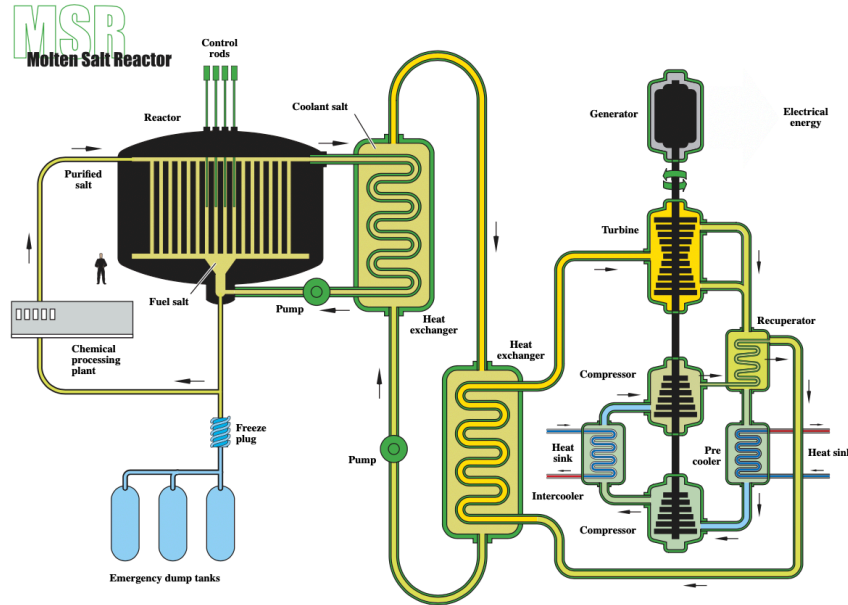 MSR
Molten Salt Reactor
Control
rods
Reactor
Coolant salt
Purified
salt
Fuel salt
Pump
Heat
exchanger
Chemical
processing
plant
Freeze
plug
Emergency dump tanks
Pump
Heat
exchanger
Generator
Electrical
energy
Turbine
Recuperator
Compressor
Heat
sink
Intercooler
Pre
cooler
Heat sink
Compressor